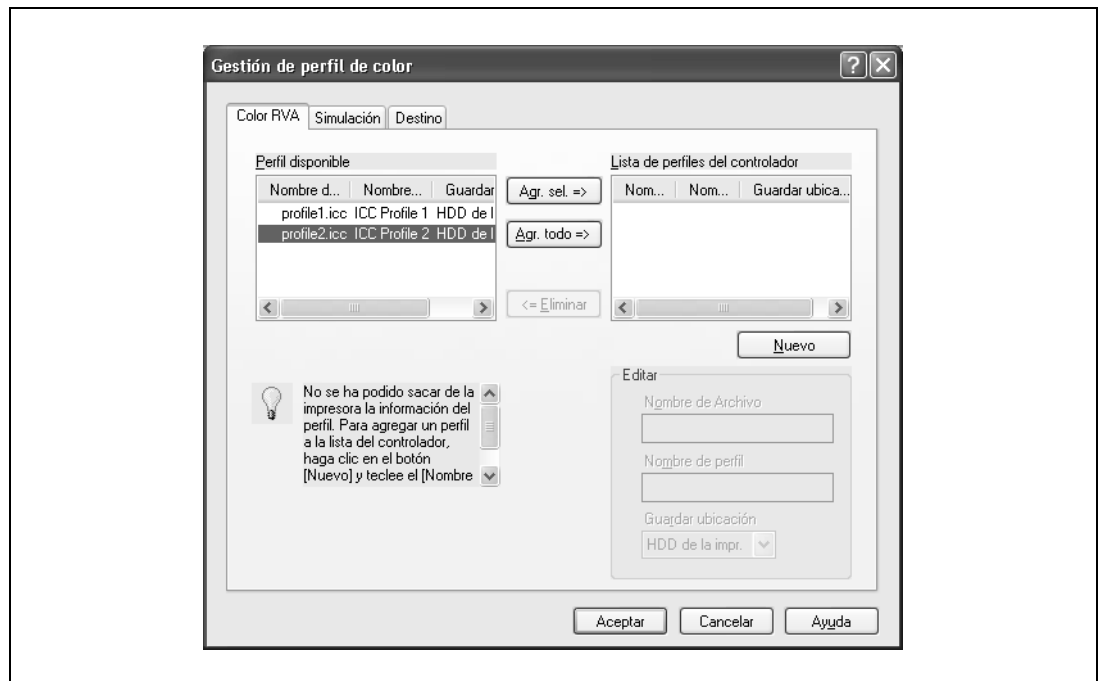 Gestión de perfil de color
Color RVA Simulación Destino
Perfil disponible
Nombre d... Nombre... Guardar
profile1.icc ICC Profile 1 HDD de l
profile2.icc ICC Profile 2 HDD de l
Agr. sel. =>
Agr. todo =>
<= Eliminar
Lista de perfiles del controlador
Nom... Nom... Guardar ubica...
Nuevo
No se ha podido sacar de la
impresora la información del
perfil. Para agregar un perfil
a la lista del controlador,
haga clic en el botón
[Nuevo] y teclee el [Nombre
Editar
Nombre de Archivo
Nombre de perfil
Guardar ubicación
HDD de la impr.
Aceptar Cancelar Ayuda